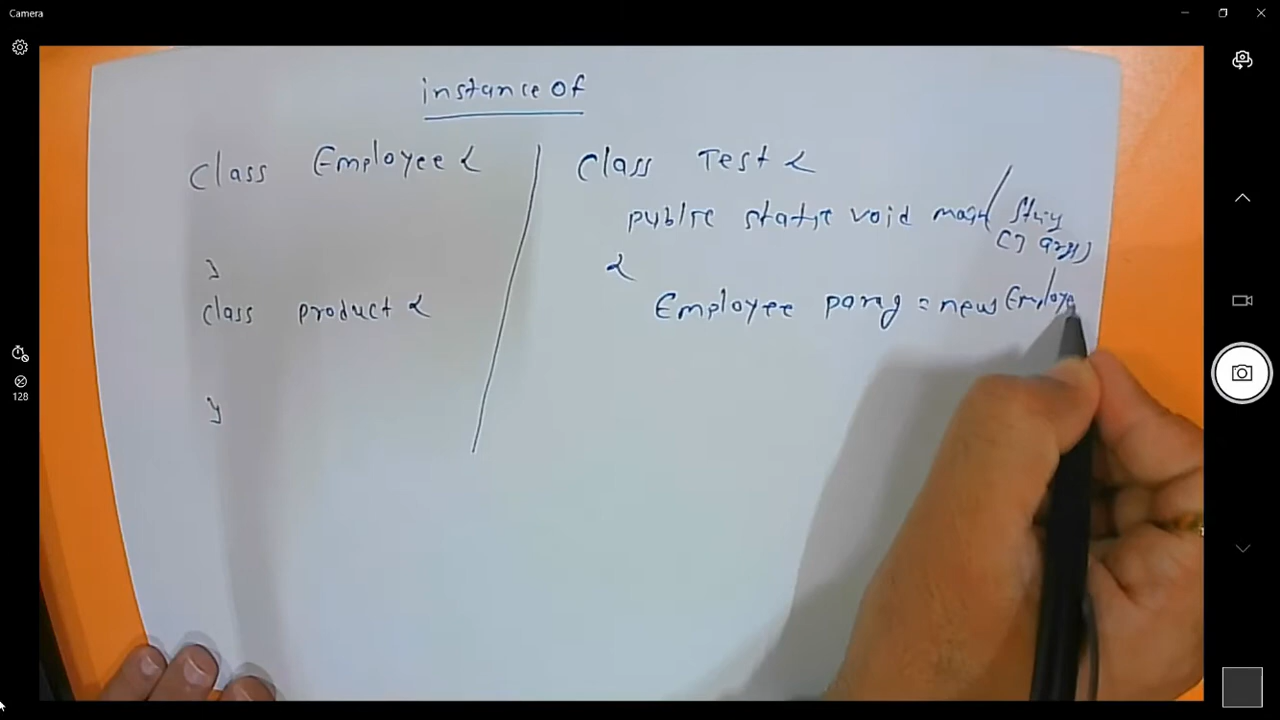 Camera
instance of
class Employee {
}
class product {
}
class Test {
public static void main( String
[] args)
{
Employee parag = new Employe
128